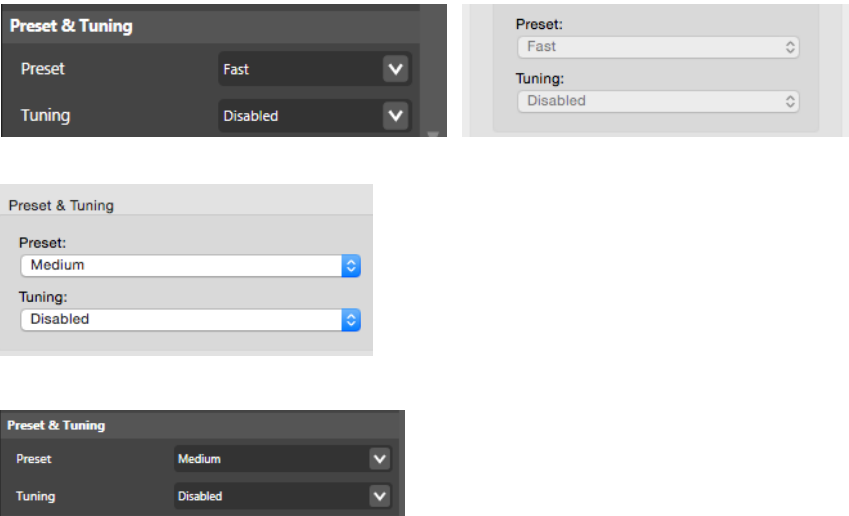 Preset & Tuning
Preset Fast
Tuning Disabled
Preset:
Fast
Tuning:
Disabled
Preset & Tuning
Preset:
Medium
Tuning:
Disabled
Preset & Tuning
Preset Medium
Tuning Disabled